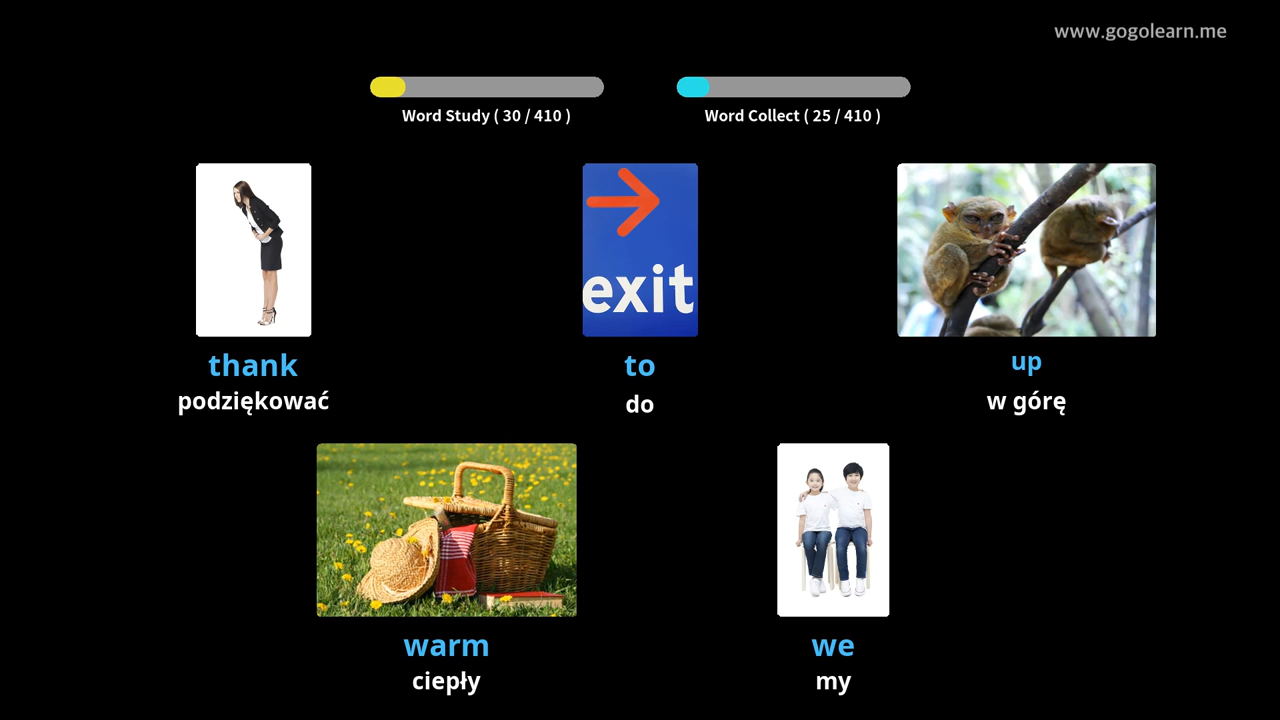 www.gogolearn.me
Word Study ( 30 / 410 )
Word Collect ( 25 / 410 )
exit
thank
to
up
podziękować
do
w górę
warm
we
ciepły
my